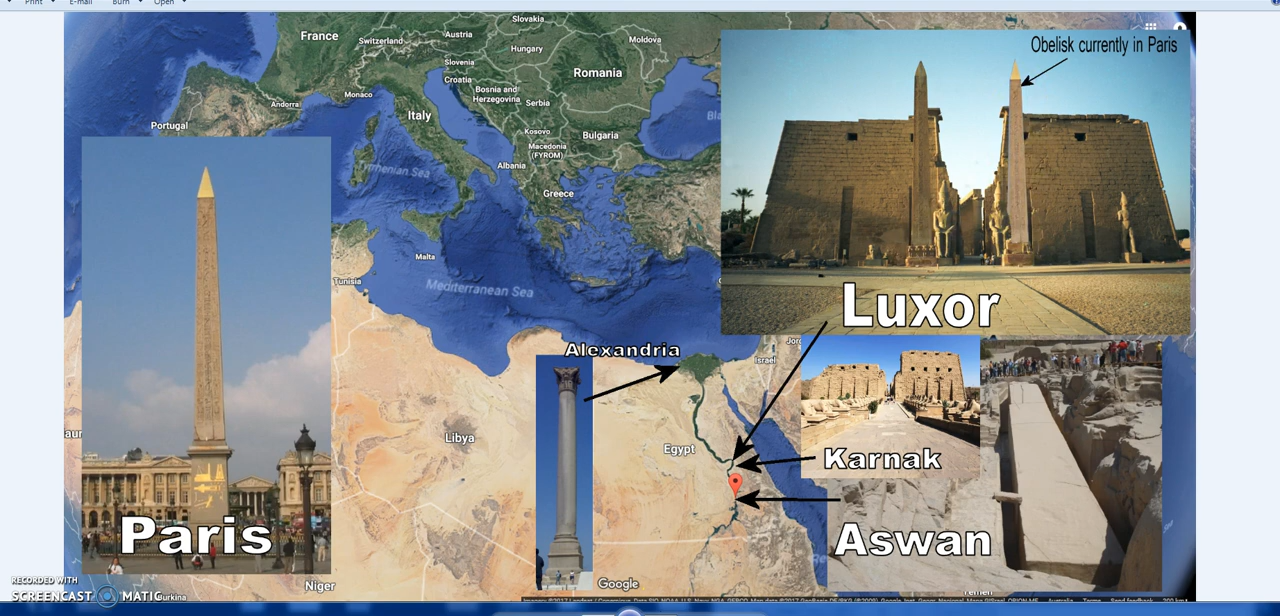 Print
E-mail
Burn
Open
Slovakia
France
Switzerland
Austria
Moldova
Hungary
Slovenia
Croatia
Romania
Monaco
Bosnia and
Herzegovina
Serbia
Andorra
Italy
Portugal
Kosovo
Bulgaria
Macedonia
(FYROM)
Albania
Tyrrhenian Sea
Greece
Malta
Tunisia
Mediterranean Sea
Obelisk currently in Paris
Luxor
Alexandria
Israel
Libya
Egypt
Karnak
Paris
Aswan
Niger
Google
Yemen
RECORDED WITH
SCREENCAST MATIC
urkina